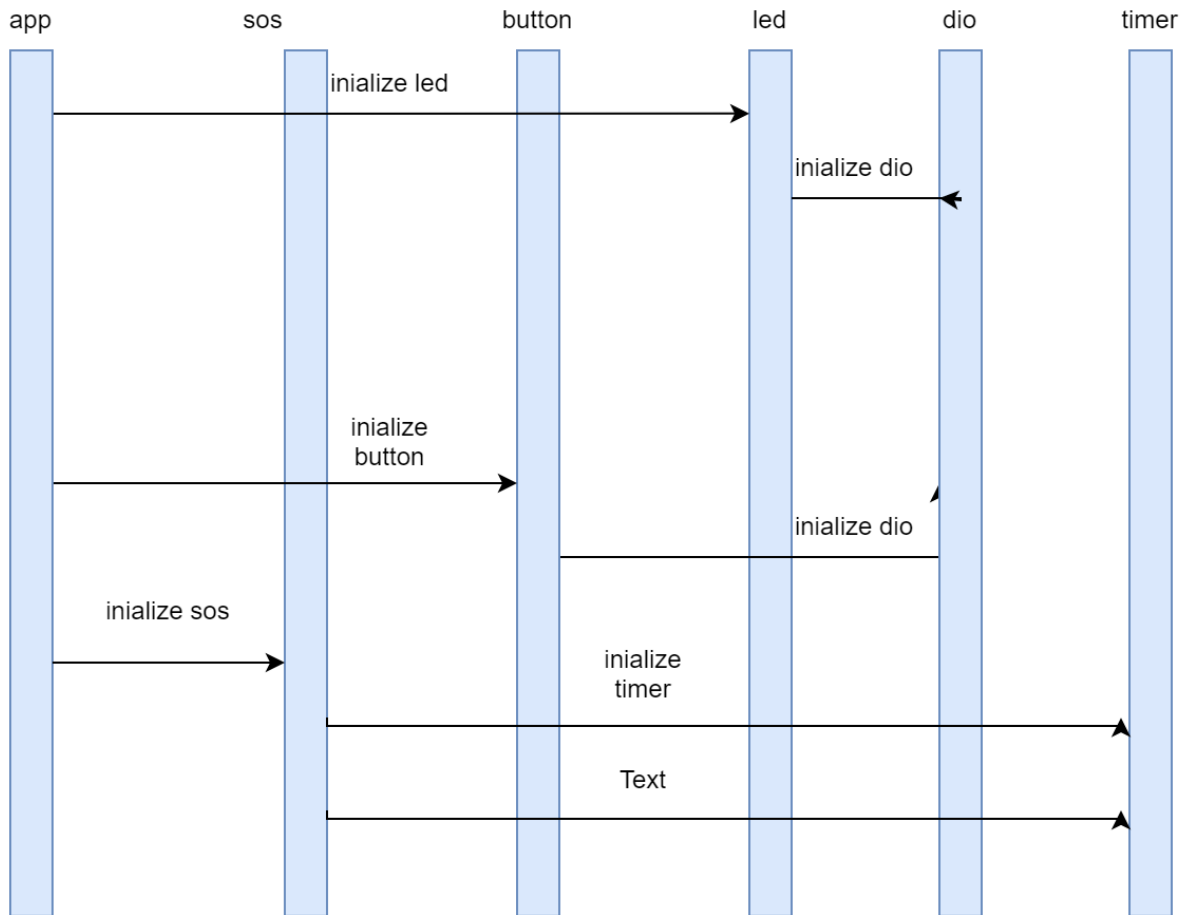 app
sos
button
led
dio
timer
inialize led
inialize dio
inialize
button
inialize dio
inialize sos
inialize
timer
Text